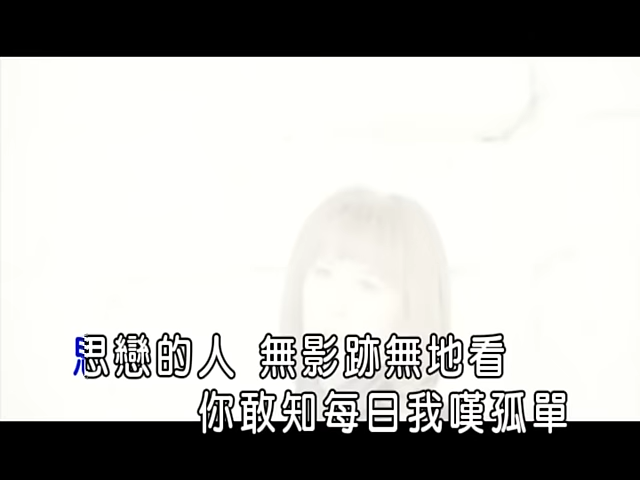 思戀的人 無影跡無地看
你敢知每日我嘆孤單